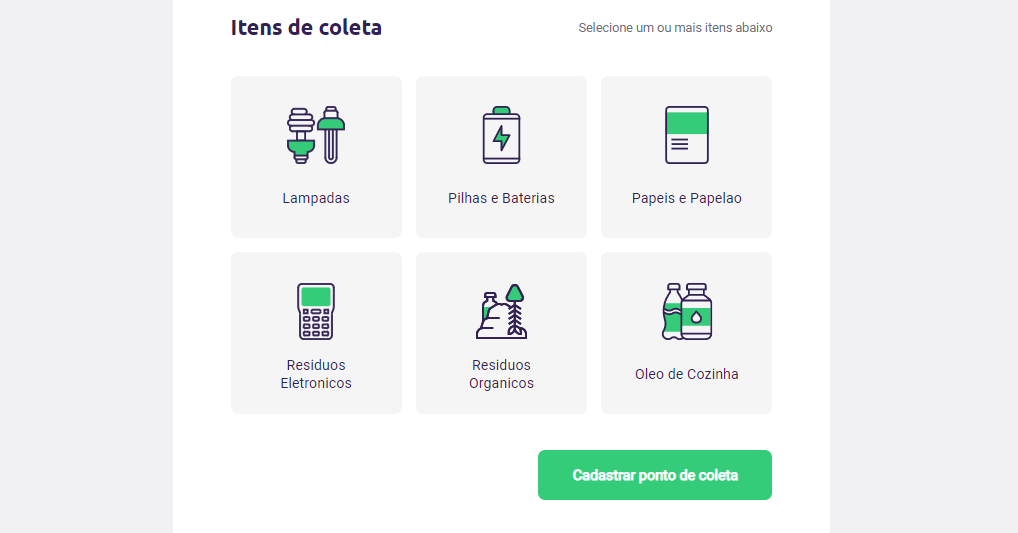 Itens de coleta
Selecione um ou mais itens abaixo
Lampadas
Pilhas e Baterias
Papeis e Papelao
Residuos
Eletronicos
Residuos
Organicos
Oleo de Cozinha
Cadastrar ponto de coleta